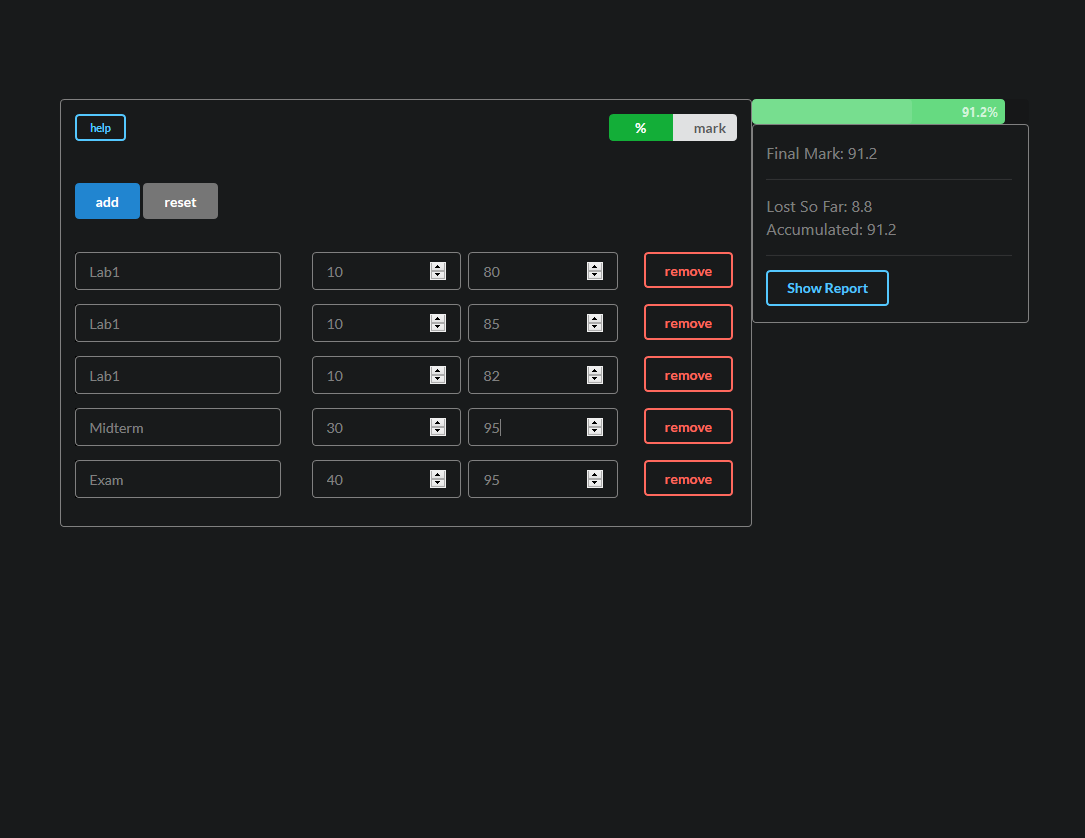 help
% mark
91.2%
Final Mark: 91.2
add reset
Lost So Far: 8.8
Accumulated: 91.2
Show Report
Lab1 10 80 remove
Lab1 10 85 remove
Lab1 10 82 remove
Midterm 30 95 remove
Exam 40 95 remove